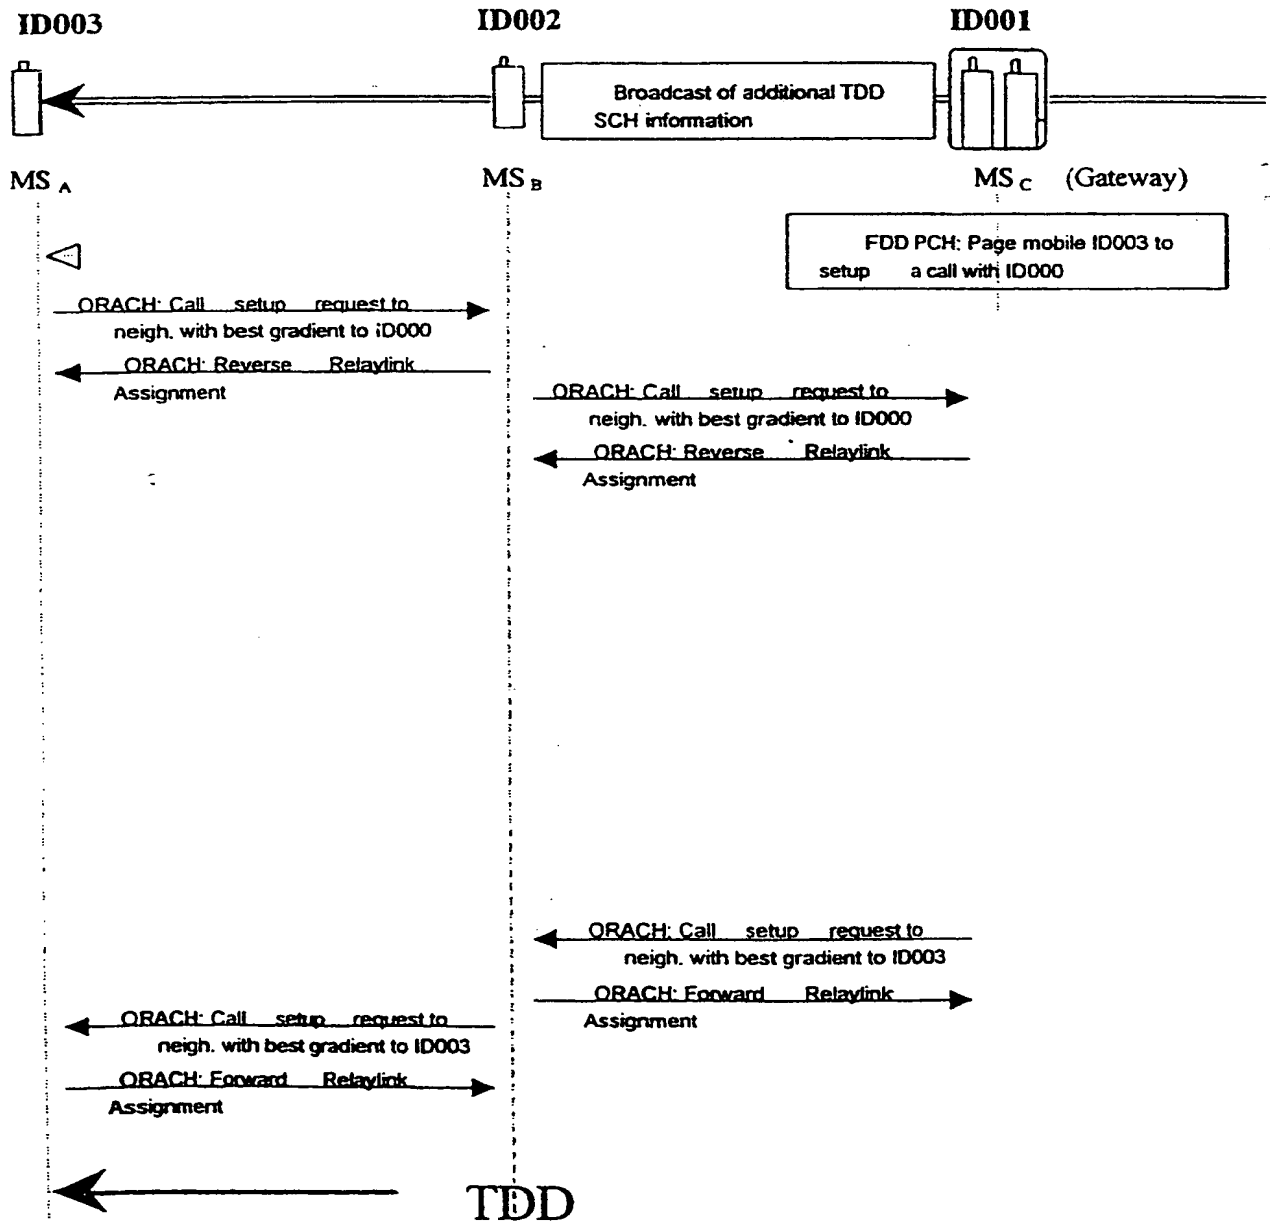 ID003
ID002
ID001
Broadcast of additional TDD
SCH information
MS A
MS B
MS C (Gateway)
FDD PCH: Page mobile ID003 to
setup a call with ID000
ORACH: Call setup request to
neigh. with best gradient to ID000
ORACH: Reverse Relaylink
Assignment
ORACH: Call setup request to
neigh. with best gradient to ID000
ORACH: Reverse Relaylink
Assignment
ORACH: Call setup request to
neigh. with best gradient to ID003
ORACH: Forward Relaylink
Assignment
ORACH: Call setup request to
neigh. with best gradient to ID003
ORACH: Forward Relaylink
Assignment
TDD